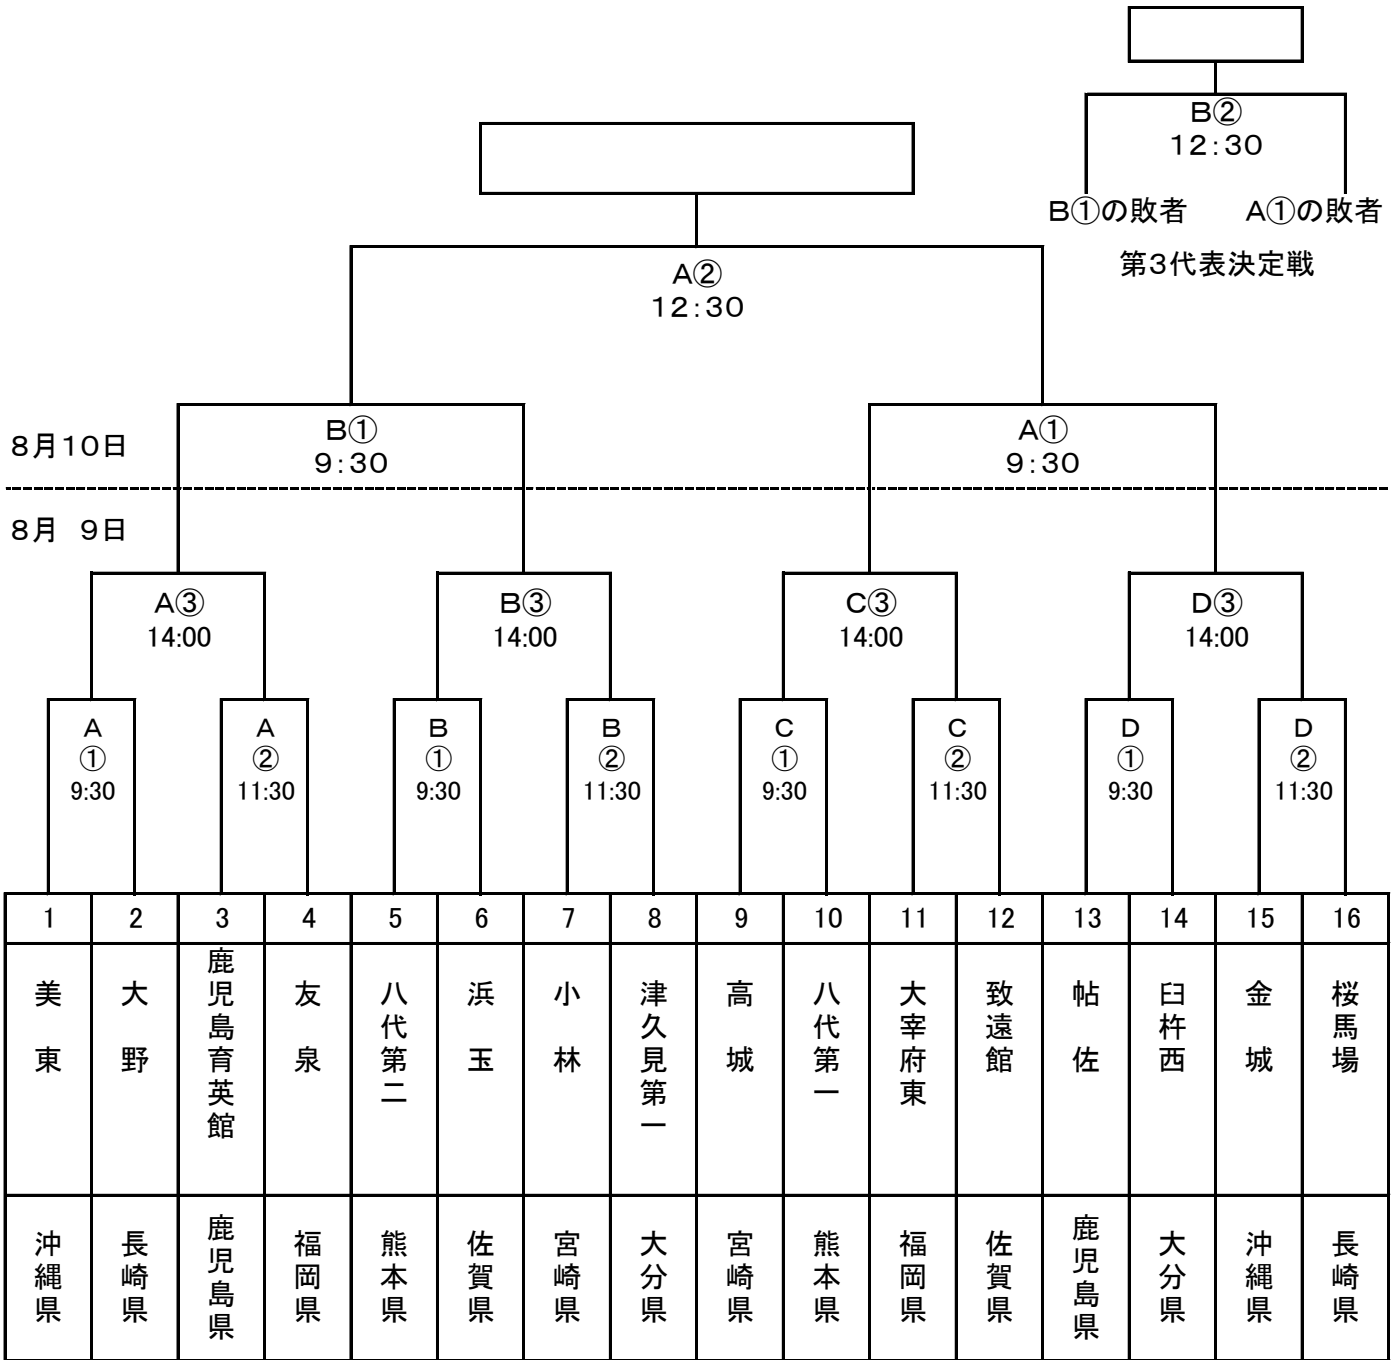 B②
12:30
B①の敗者 A①の敗者
第3代表決定戦
A②
12:30
8月10日
B①
9:30
A①
9:30
8月 9日
A③
14:00
B③
14:00
C③
14:00
D③
14:00
A
①
9:30
A
②
11:30
B
①
9:30
B
②
11:30
C
①
9:30
C
②
11:30
D
①
9:30
D
②
11:30
1 2 3 4 5 6 7 8 9 10 11 12 13 14 15 16
美東
大野
鹿児島育英館
友泉
八代第二
浜玉
小林
津久見第一
高城
八代第一
大宰府東
致遠館
帖佐
臼杵西
金城
桜馬場
沖縄県
長崎県
鹿児島県
福岡県
熊本県
佐賀県
宮崎県
大分県
宮崎県
熊本県
福岡県
佐賀県
鹿児島県
大分県
沖縄県
長崎県